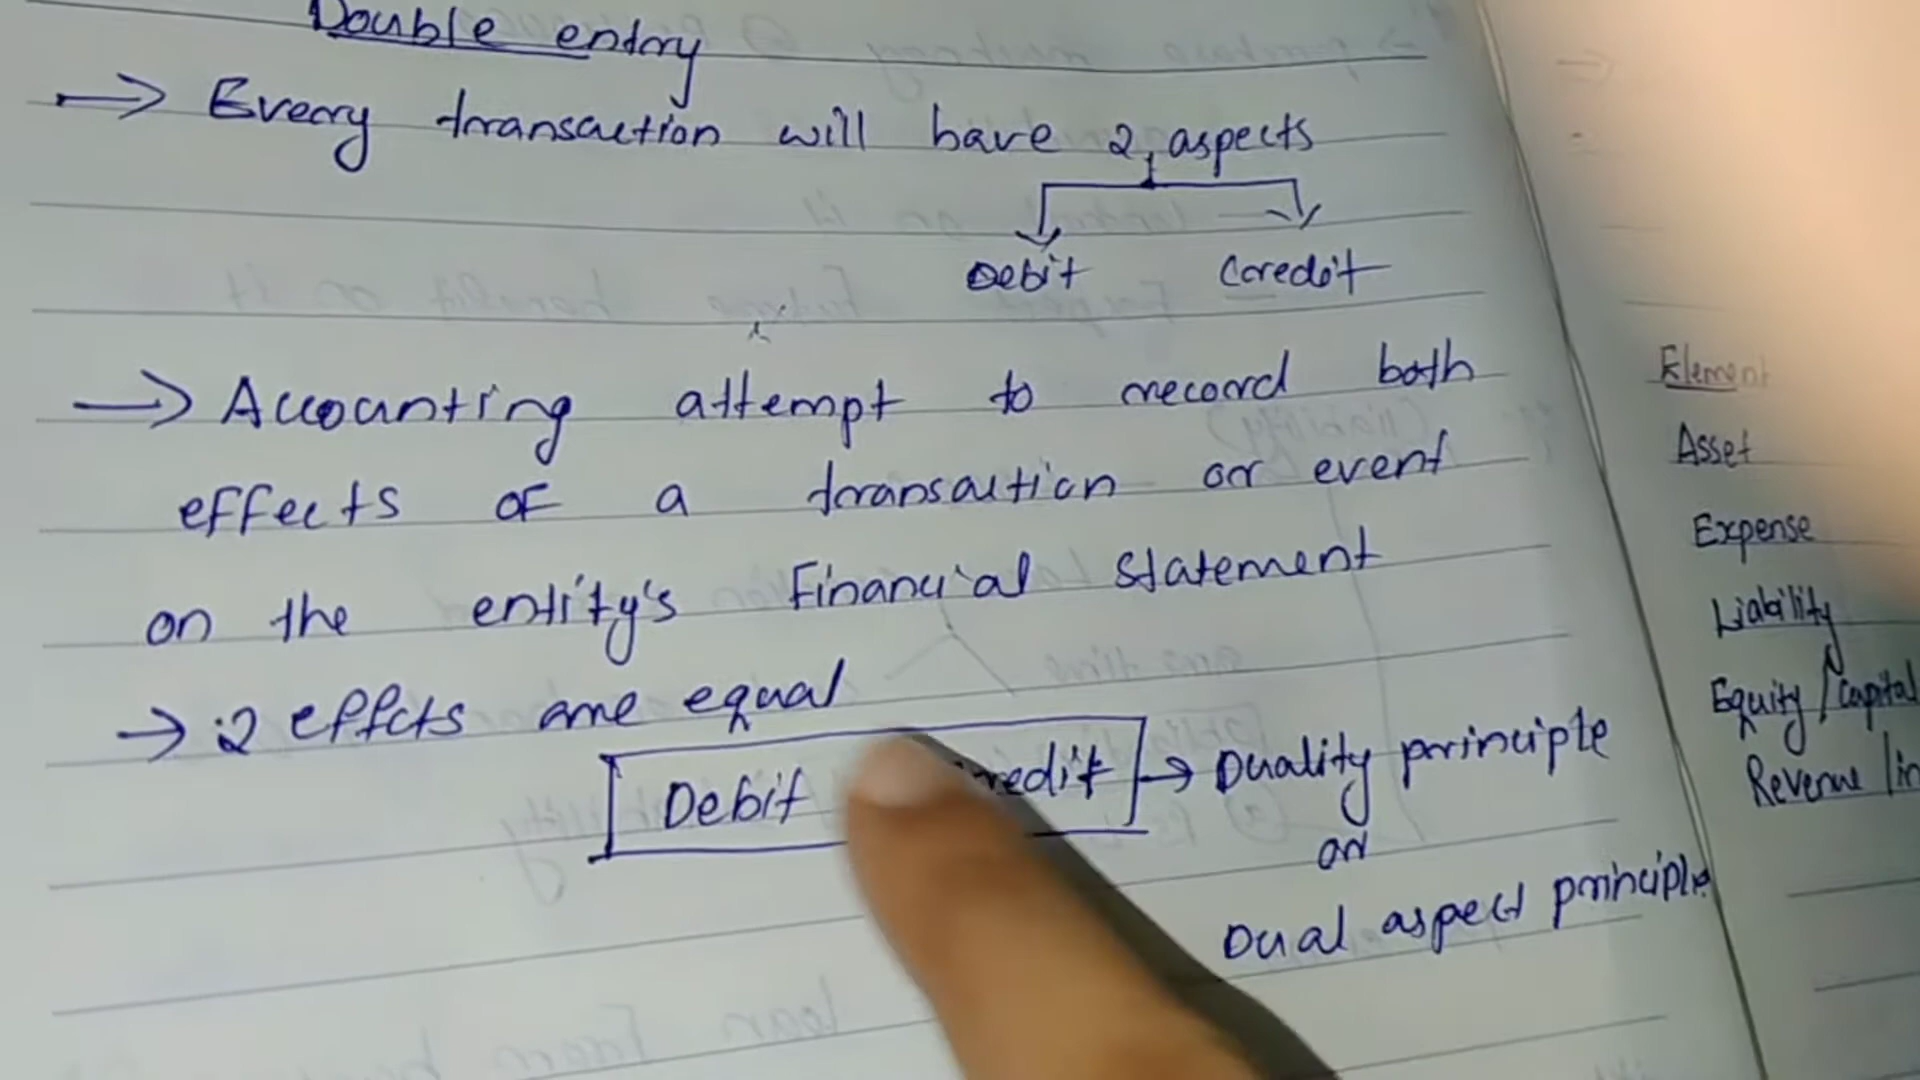 Double entry
→ Every transaction will have 2 aspects
Debit Credit
→ Accounting attempt to record both
effects of a transaction or event
on the entity's Financial statement
→ 2 effcts are equal
Debit redit → Duality principle
or
Dual aspect principle
Element
Asset
Expense
Liability
Equity / Capital
Revenue / in